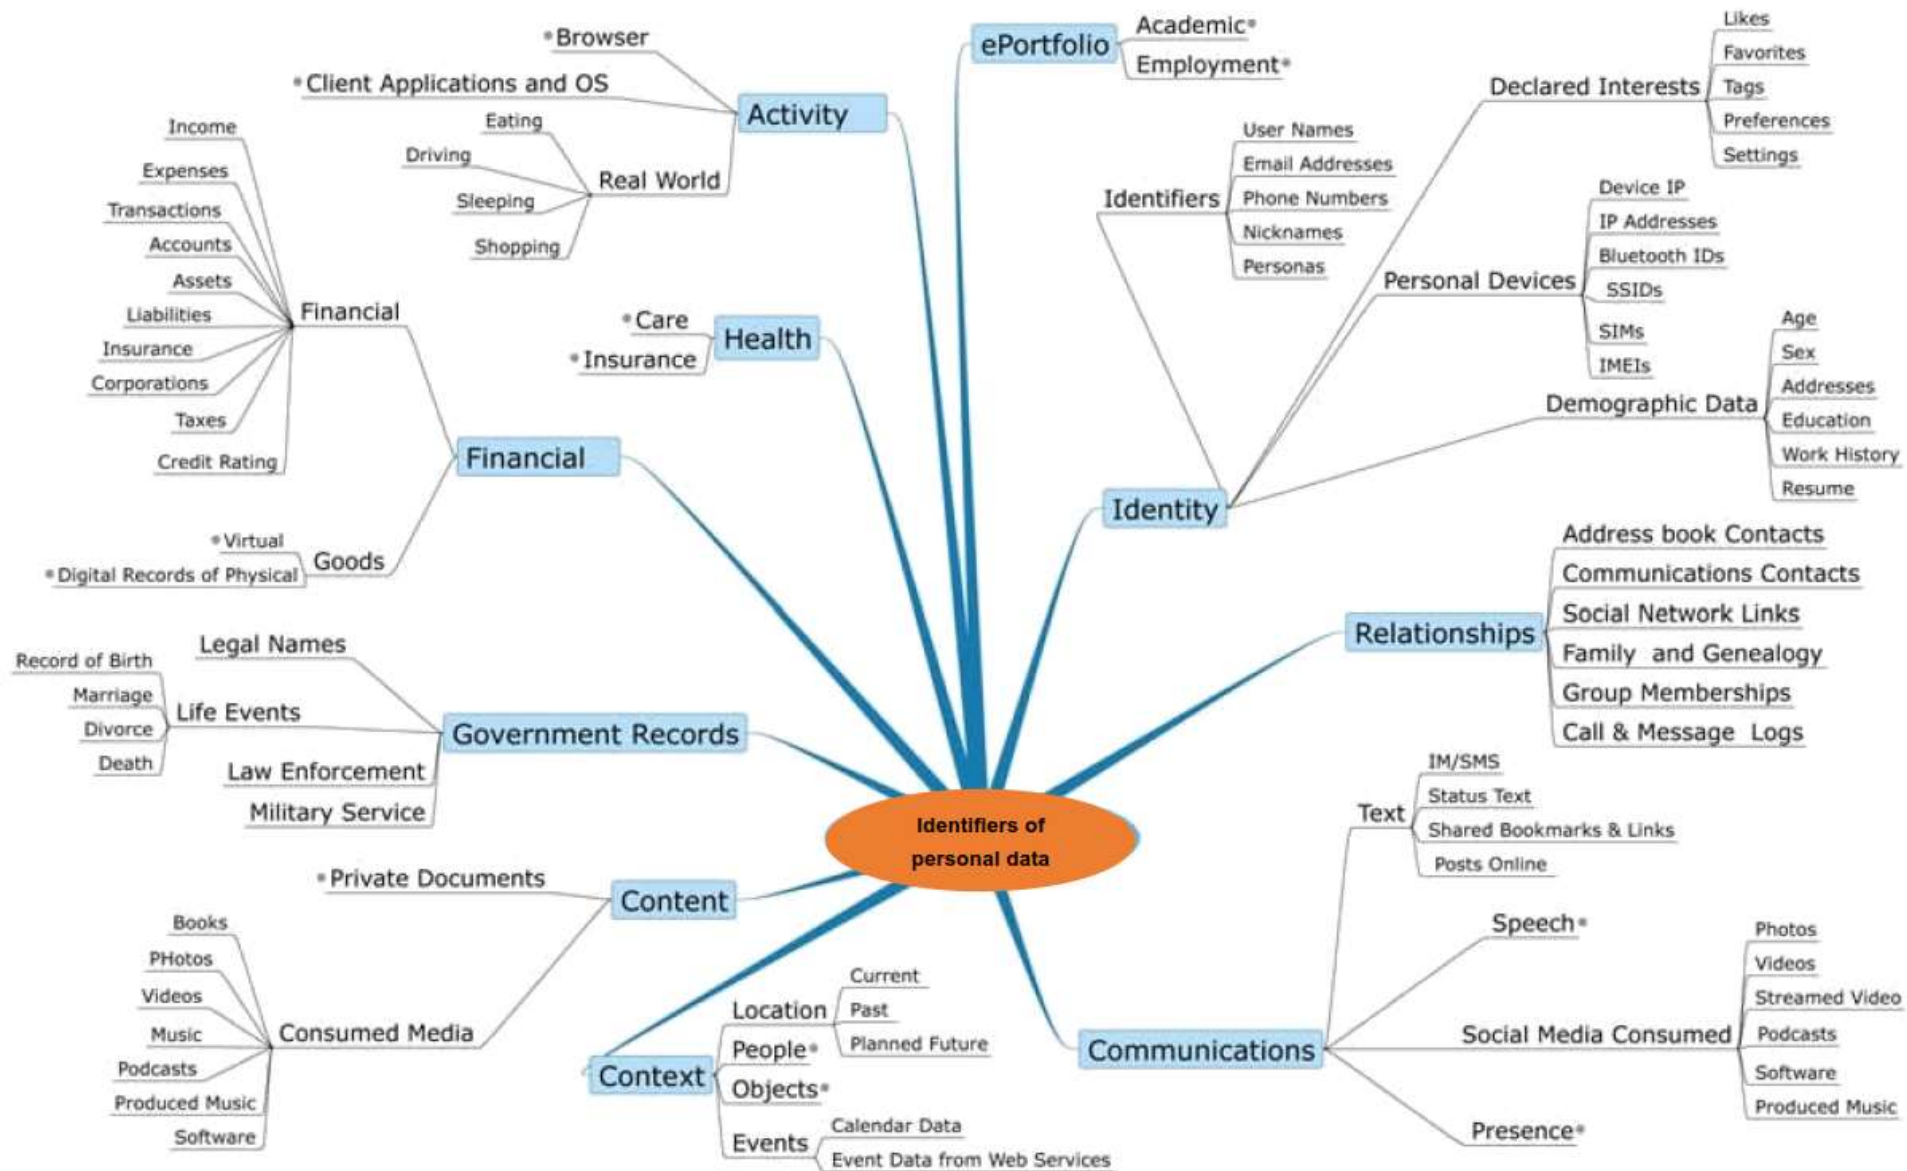 Identifiers of
personal data
ePortfolio
Academic
Employment
Activity
Browser
Client Applications and OS
Real World
Eating
Driving
Sleeping
Shopping
Health
Care
Insurance
Financial
Financial
Income
Expenses
Transactions
Accounts
Assets
Liabilities
Insurance
Corporations
Taxes
Credit Rating
Goods
Virtual
Digital Records of Physical
Government Records
Legal Names
Life Events
Record of Birth
Marriage
Divorce
Death
Law Enforcement
Military Service
Content
Private Documents
Consumed Media
Books
PHotos
Videos
Music
Podcasts
Produced Music
Software
Context
Location
Current
Past
Planned Future
People
Objects
Events
Calendar Data
Event Data from Web Services
Identity
Identifiers
User Names
Email Addresses
Phone Numbers
Nicknames
Personas
Declared Interests
Likes
Favorites
Tags
Preferences
Settings
Personal Devices
Device IP
IP Addresses
Bluetooth IDs
SSIDs
SIMs
IMEIs
Demographic Data
Age
Sex
Addresses
Education
Work History
Resume
Relationships
Address book Contacts
Communications Contacts
Social Network Links
Family and Genealogy
Group Memberships
Call & Message Logs
Communications
Text
IM/SMS
Status Text
Shared Bookmarks & Links
Posts Online
Speech
Social Media Consumed
Photos
Videos
Streamed Video
Podcasts
Software
Produced Music
Presence